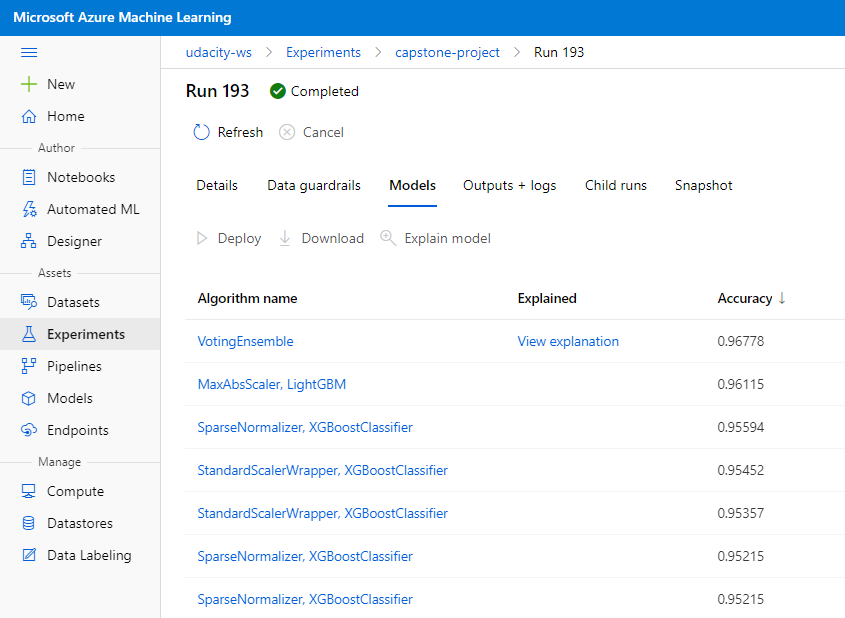 Microsoft Azure Machine Learning
udacity-ws > Experiments > capstone-project > Run 193
New
Home
Author
Notebooks
Automated ML
Designer
Assets
Datasets
Experiments
Pipelines
Models
Endpoints
Manage
Compute
Datastores
Data Labeling
Run 193 Completed
Refresh Cancel
Details Data guardrails Models Outputs + logs Child runs Snapshot
Deploy Download Explain model
Algorithm name Explained Accuracy ↓
VotingEnsemble View explanation 0.96778
MaxAbsScaler, LightGBM 0.96115
SparseNormalizer, XGBoostClassifier 0.95594
StandardScalerWrapper, XGBoostClassifier 0.95452
StandardScalerWrapper, XGBoostClassifier 0.95357
SparseNormalizer, XGBoostClassifier 0.95215
SparseNormalizer, XGBoostClassifier 0.95215